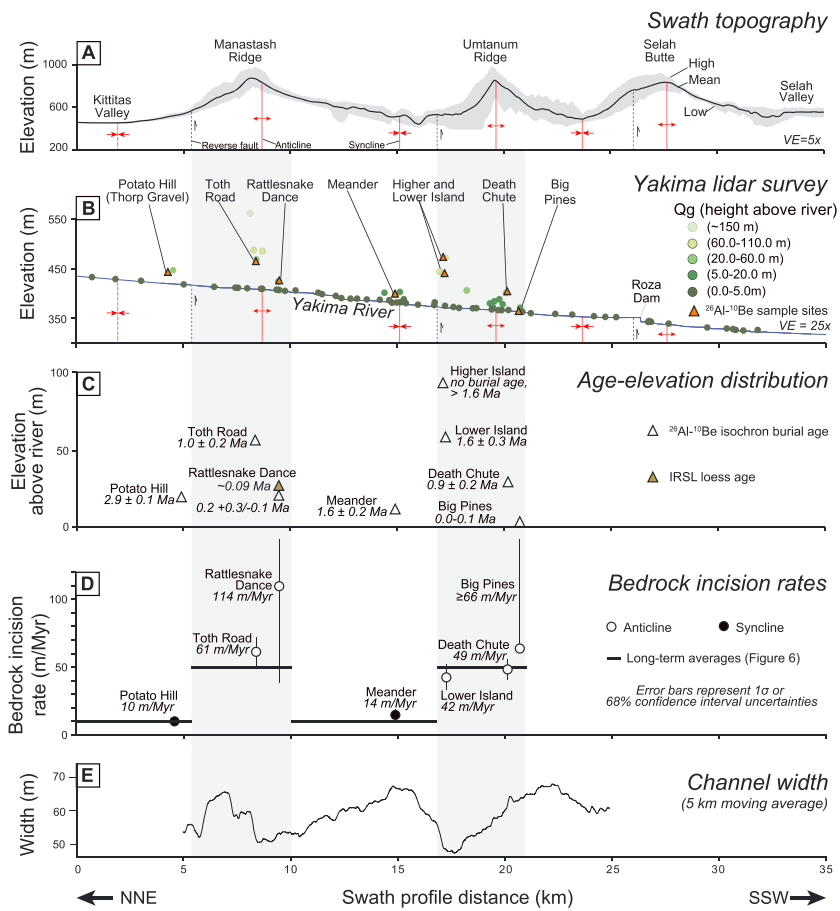 A
Swath topography
Elevation (m)
1000
600
200
Kittitas
Valley
Manastash
Ridge
Umtanum
Ridge
Selah
Butte
High
Mean
Low
Selah
Valley
Reverse fault
Anticline
Syncline
VE=5x
B
Yakima lidar survey
Elevation (m)
550
450
350
Potato Hill
(Thorp Gravel)
Toth
Road
Rattlesnake
Dance
Meander
Higher and
Lower Island
Death
Chute
Big
Pines
Qg (height above river)
(~150 m)
(60.0-110.0 m)
(20.0-60.0 m)
(5.0-20.0 m)
(0.0-5.0m)
²⁶Al-¹⁰Be sample sites
VE = 25x
Yakima River
Roza
Dam
C
Age-elevation distribution
Elevation
above river (m)
100
50
0
Potato Hill
2.9 ± 0.1 Ma
Toth Road
1.0 ± 0.2 Ma
Rattlesnake Dance
~0.09 Ma
0.2 +0.3/-0.1 Ma
Meander
1.6 ± 0.2 Ma
Higher Island
no burial age,
> 1.6 Ma
Lower Island
1.6 ± 0.3 Ma
Death Chute
0.9 ± 0.2 Ma
Big Pines
0.0-0.1 Ma
²⁶Al-¹⁰Be isochron burial age
IRSL loess age
D
Bedrock incision rates
Bedrock incision
rate (m/Myr)
100
50
0
Potato Hill
10 m/Myr
Toth Road
61 m/Myr
Rattlesnake
Dance
114 m/Myr
Meander
14 m/Myr
Big Pines
≥66 m/Myr
Death Chute
49 m/Myr
Lower Island
42 m/Myr
Anticline
Syncline
Long-term averages (Figure 6)
Error bars represent 1σ or
68% confidence interval uncertainties
E
Channel width
(5 km moving average)
Width (m)
70
60
50
0
5
10
15
20
25
30
35
NNE
Swath profile distance (km)
SSW